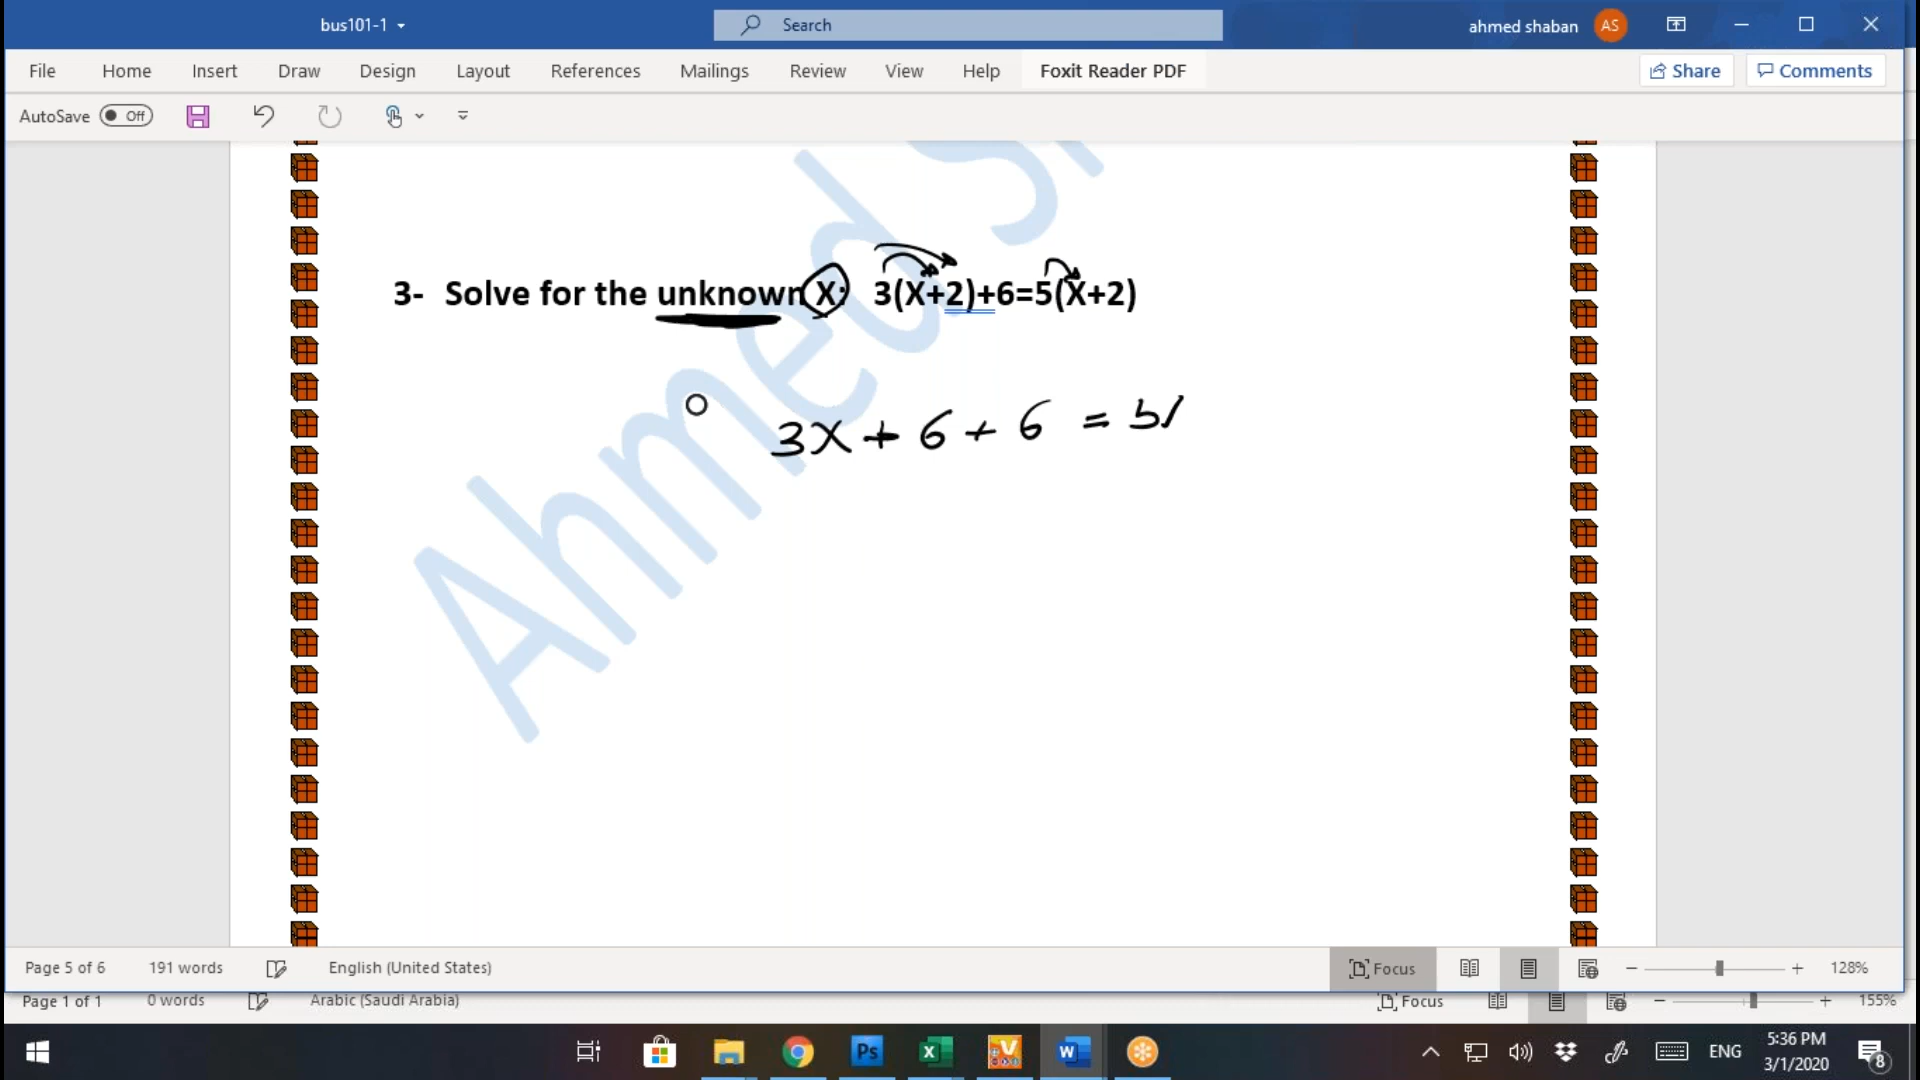 bus101-1
Search
ahmed shaban
AS
File Home Insert Draw Design Layout References Mailings Review View Help Foxit Reader PDF Share Comments
AutoSave Off
3- Solve for the unknown X: 3(X+2)+6=5(X+2)
3X + 6 + 6 = 5
Ahmed S
Page 5 of 6 191 words English (United States) Focus 128%
Page 1 of 1 0 words Arabic (Saudi Arabia) Focus 155%
Ps
ENG
5:36 PM
3/1/2020
8